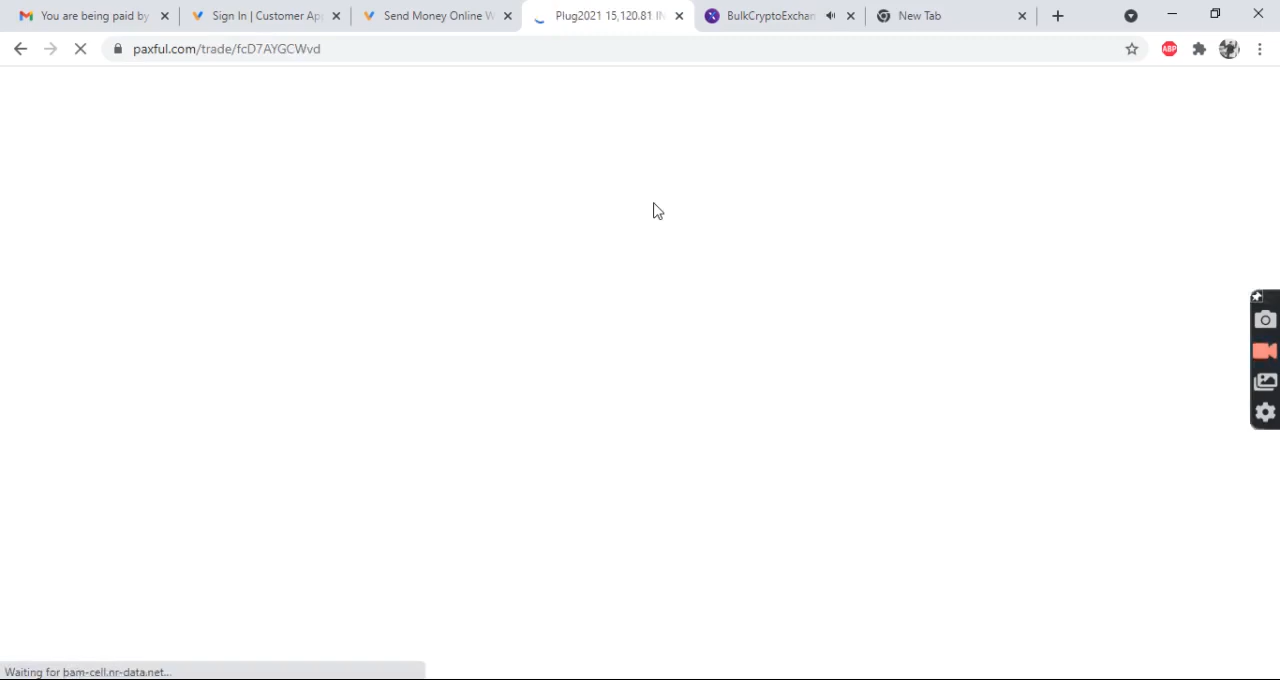 You are being paid by
Sign In | Customer Ap
Send Money Online W
Plug2021 15,120.81 IN
BulkCryptoExchan
New Tab
paxful.com/trade/fcD7AYGCWvd
ABP
Waiting for bam-cell.nr-data.net...